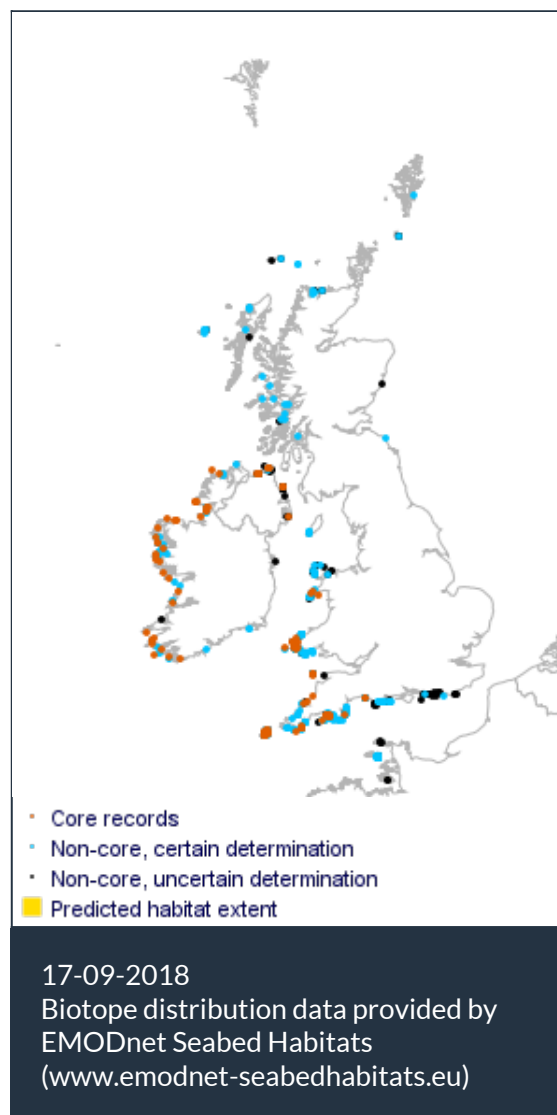 Core records
Non-core, certain determination
Non-core, uncertain determination
Predicted habitat extent
17-09-2018
Biotope distribution data provided by
EMODnet Seabed Habitats
(www.emodnet-seabedhabitats.eu)